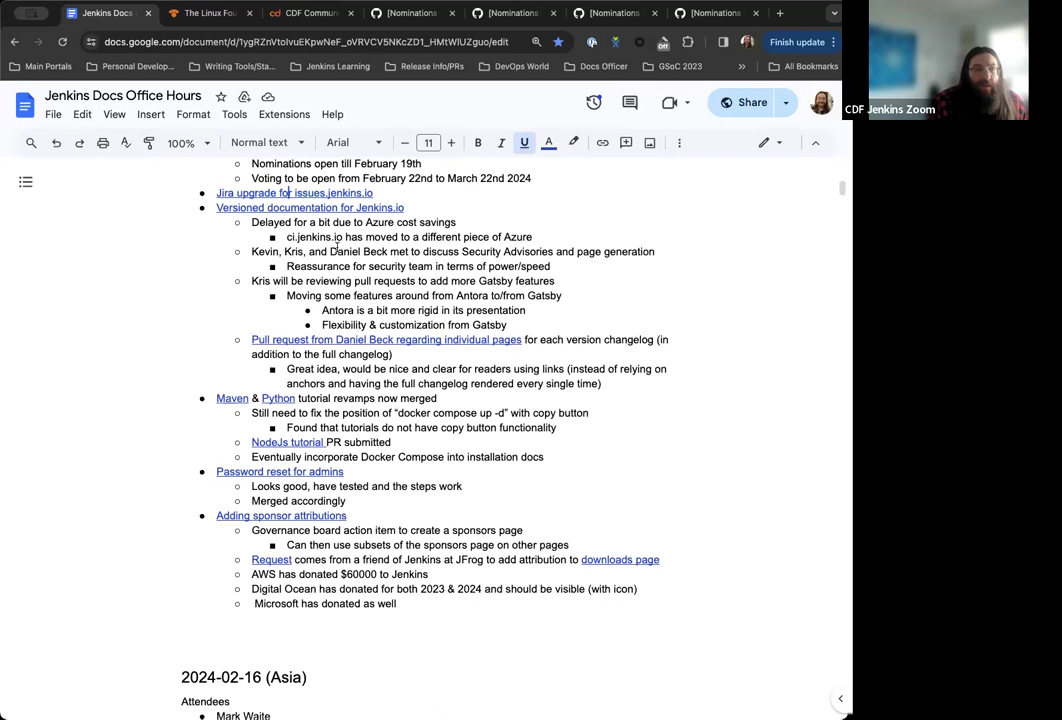 Jenkins Docs
The Linux Fou
CDF Commun
[Nominations
[Nominations
[Nominations
[Nominations
docs.google.com/document/d/1ygRZnVtoIvuEKpwNeF_oVRVCV5NKcZD1_HMtWlUZguo/edit
Off
Finish update
Main Portals
Personal Develop...
Writing Tools/Sta...
Jenkins Learning
Release Info/PRs
DevOps World
Docs Officer
GSoC 2023
»
All Bookmarks
Jenkins Docs Office Hours
File Edit View Insert Format Tools Extensions Help
Share
CDF Jenkins Zoom
100% Normal text Arial 11 B I U A
Nominations open till February 19th
Voting to be open from February 22nd to March 22nd 2024
Jira upgrade for issues.jenkins.io
Versioned documentation for Jenkins.io
Delayed for a bit due to Azure cost savings
ci.jenkins.io has moved to a different piece of Azure
Kevin, Kris, and Daniel Beck met to discuss Security Advisories and page generation
Reassurance for security team in terms of power/speed
Kris will be reviewing pull requests to add more Gatsby features
Moving some features around from Antora to/from Gatsby
Antora is a bit more rigid in its presentation
Flexibility & customization from Gatsby
Pull request from Daniel Beck regarding individual pages for each version changelog (in
addition to the full changelog)
Great idea, would be nice and clear for readers using links (instead of relying on
anchors and having the full changelog rendered every single time)
Maven & Python tutorial revamps now merged
Still need to fix the position of “docker compose up -d” with copy button
Found that tutorials do not have copy button functionality
NodeJs tutorial PR submitted
Eventually incorporate Docker Compose into installation docs
Password reset for admins
Looks good, have tested and the steps work
Merged accordingly
Adding sponsor attributions
Governance board action item to create a sponsors page
Can then use subsets of the sponsors page on other pages
Request comes from a friend of Jenkins at JFrog to add attribution to downloads page
AWS has donated $60000 to Jenkins
Digital Ocean has donated for both 2023 & 2024 and should be visible (with icon)
Microsoft has donated as well
2024-02-16 (Asia)
Attendees
Mark Waite